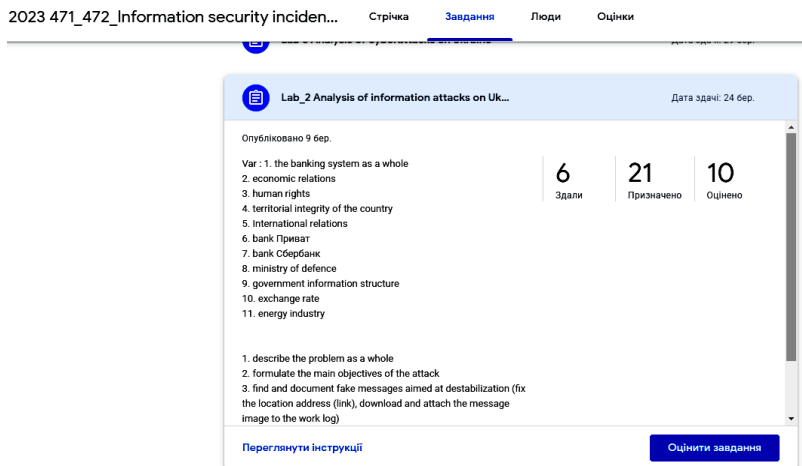 2023 471_472_Information security inciden...
Стрічка
Завдання
Люди
Оцінки
Lab_2 Analysis of information attacks on Uk...
Дата здачі: 24 бер.
Опубліковано 9 бер.
Var : 1. the banking system as a whole
2. economic relations
3. human rights
4. territorial integrity of the country
5. International relations
6. bank Приват
7. bank Сбербанк
8. ministry of defence
9. government information structure
10. exchange rate
11. energy industry
6
Здали
21
Призначено
10
Оцінено
1. describe the problem as a whole
2. formulate the main objectives of the attack
3. find and document fake messages aimed at destabilization (fix
the location address (link), download and attach the message
image to the work log)
Переглянути інструкції
Оцінити завдання